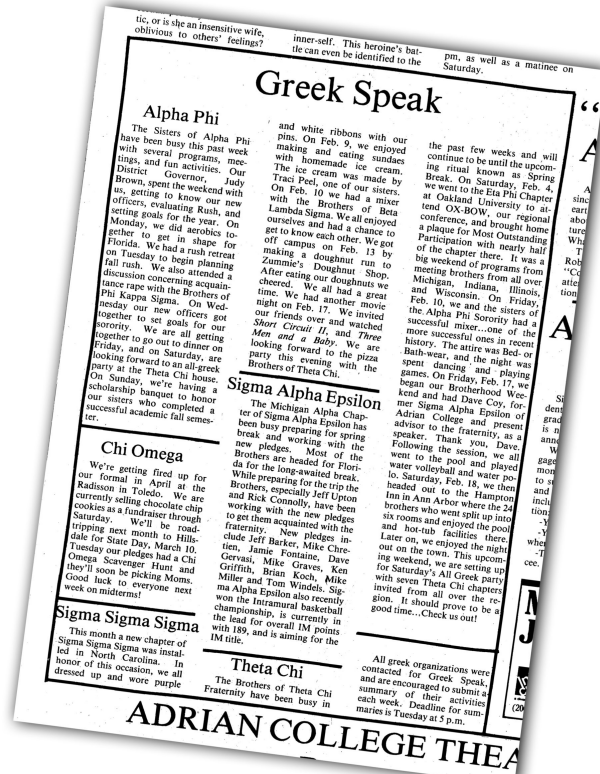 tic, or is she an insensitive wife,
oblivious to others' feelings?
inner-self. This heroine's bat-
tle can even be identified to the
pm, as well as a matinee on
Saturday.
Greek Speak
Alpha Phi
The Sisters of Alpha Phi
have been busy this past week
with several programs, mee-
tings, and fun activities. Our
District Governor, Judy
Brown, spent the weekend with
us, getting to know our new
officers, evaluating Rush, and
setting goals for the year. On
Monday, we did aerobics to-
gether to get in shape for
Florida. We had a rush retreat
on Tuesday to begin planning
fall rush. We also attended a
discussion concerning acquain-
tance rape with the Brothers of
Phi Kappa Sigma. On Wed-
nesday our new officers got
together to set goals for our
sorority. We are all getting
together to go out to dinner on
Friday, and on Saturday, are
looking forward to an all-greek
party at the Theta Chi house.
On Sunday, we're having a
scholarship banquet to honor
our sisters who completed a
successful academic fall semes-
ter.
Chi Omega
We're getting fired up for
our formal in April at the
Radisson in Toledo. We are
currently selling chocolate chip
cookies as a fundraiser through
Saturday. We'll be road-
tripping next month to Hills-
dale for State Day, March 10.
Tuesday our pledges had a Chi
Omega Scavenger Hunt and
they'll soon be picking Moms.
Good luck to everyone next
week on midterms!
Sigma Sigma Sigma
This month a new chapter of
Sigma Sigma Sigma was instal-
led in North Carolina. In
honor of this occasion, we all
dressed up and wore purple
and white ribbons with our
pins. On Feb. 9, we enjoyed
making and eating sundaes
with homemade ice cream.
The ice cream was made by
Traci Peel, one of our sisters.
On Feb. 10 we had a mixer
with the Brothers of Beta
Lambda Sigma. We all enjoyed
ourselves and had a chance to
get to know each other. We got
off campus on Feb. 13 by
making a doughnut run to
Zummie's Doughnut Shop.
After eating our doughnuts we
cheered. We all had a great
time. We had another movie
night on Feb. 17. We invited
our friends over and watched
Short Circuit II, and Three
Men and a Baby. We are
looking forward to the pizza
party this evening with the
Brothers of Theta Chi.
Sigma Alpha Epsilon
The Michigan Alpha Chap-
ter of Sigma Alpha Epsilon has
been busy preparing for spring
break and working with the
new pledges. Most of the
Brothers are headed for Flori-
da for the long-awaited break.
While preparing for the trip the
Brothers, especially Jeff Upton
and Rick Connolly, have been
working with the new pledges
to get them acquainted with the
fraternity. New pledges in-
clude Jeff Barker, Mike Chre-
tien, Jamie Fontaine, Dave
Gervasi, Mike Graves, Ken
Griffith, Brian Koch, Mike
Miller and Tom Windels. Sig-
ma Alpha Epsilon also recently
won the Intramural basketball
championship, is currently in
the lead for overall IM points
with 189, and is aiming for the
IM title.
Theta Chi
The Brothers of Theta Chi
Fraternity have been busy in
the past few weeks and will
continue to be until the upcom-
ing ritual known as Spring
Break. On Saturday, Feb. 4,
we went to the Eta Phi Chapter
at Oakland University to at-
tend OX-BOW, our regional
conference, and brought home
a plaque for Most Outstanding
Participation with nearly half
of the chapter there. It was a
big weekend of programs from
meeting brothers from all over
Michigan, Indiana, Illinois,
and Wisconsin. On Friday,
Feb. 10, we and the sisters of
the Alpha Phi Sorority had a
successful mixer...one of the
more successful ones in recent
history. The attire was Bed- or
Bath-wear, and the night was
spent dancing and playing
games. On Friday, Feb. 17, we
began our Brotherhood Wee-
kend and had Dave Coy, for-
mer Sigma Alpha Epsilon of
Adrian College and present
advisor to the fraternity, as a
speaker. Thank you, Dave.
Following the session, we all
went to the pool and played
water volleyball and water po-
lo. Saturday, Feb. 18, we then
headed out to the Hampton
Inn in Ann Arbor where the 24
brothers who went split up into
six rooms and enjoyed the pool
and hot-tub facilities there.
Later on, we enjoyed the night
out on the town. This upcom-
ing weekend, we are setting up
for Saturday's All Greek party
with seven Theta Chi chapters
invited from all over the re-
gion. It should prove to be a
good time...Check us out!
All greek organizations were
contacted for Greek Speak,
and are encouraged to submit a
summary of their activities
each week. Deadline for sum-
maries is Tuesday at 5 p.m.
ADRIAN COLLEGE THEA